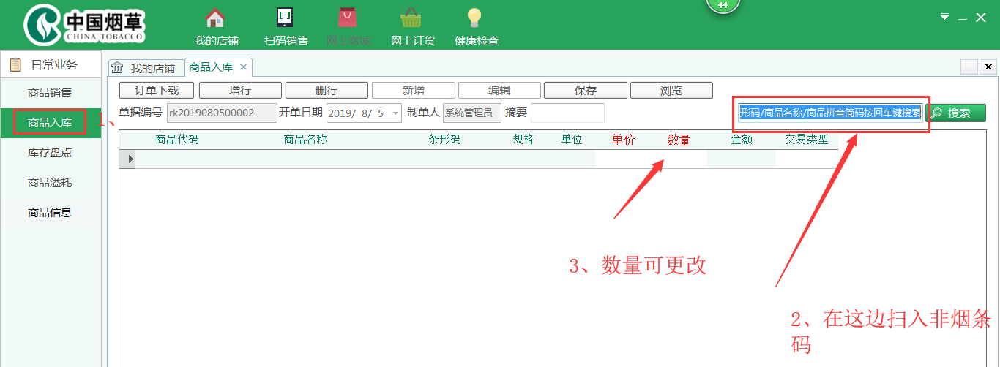 44
中国烟草
CHINA TOBACCO
我的店铺 扫码销售 网上商城 网上订货 健康检查
日常业务
我的店铺 商品入库
商品销售
订单下载 增行 删行 新增 编辑 保存 浏览
单据编号 rk2019080500002 开单日期 2019/ 8/ 5 制单人 系统管理员 摘要 形码/商品名称/商品拼音简码按回车键搜索 搜索
商品入库 1、
商品代码 商品名称 条形码 规格 单位 单价 数量 金额 交易类型
库存盘点
商品溢耗
商品信息
3、数量可更改
2、在这边扫入非烟条
码